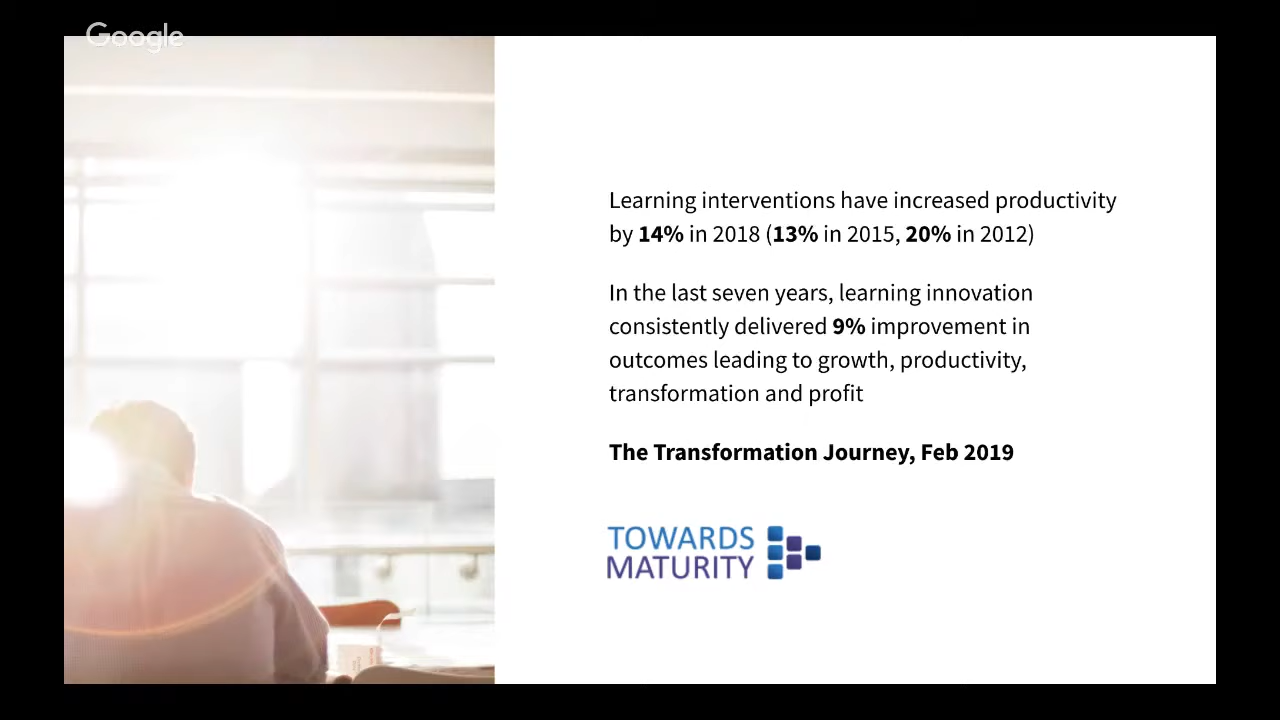 Google
Learning interventions have increased productivity
by 14% in 2018 (13% in 2015, 20% in 2012)
In the last seven years, learning innovation
consistently delivered 9% improvement in
outcomes leading to growth, productivity,
transformation and profit
The Transformation Journey, Feb 2019
TOWARDS
MATURITY